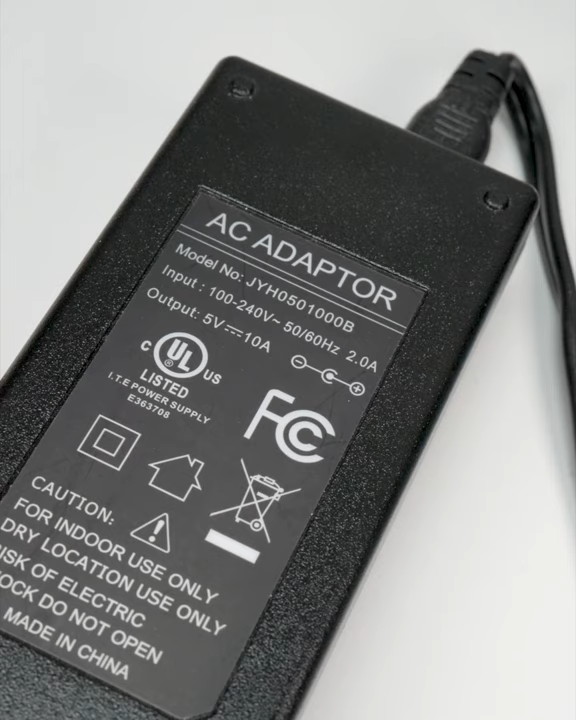 AC ADAPTOR
Model No: JYH0501000B
Input : 100-240V~ 50/60Hz 2.0A
Output: 5V⎓10A
C UL US
®
LISTED
I.T.E POWER SUPPLY
E363708
FC
CAUTION:
FOR INDOOR USE ONLY
DRY LOCATION USE ONLY
ISK OF ELECTRIC
OCK DO NOT OPEN
MADE IN CHINA